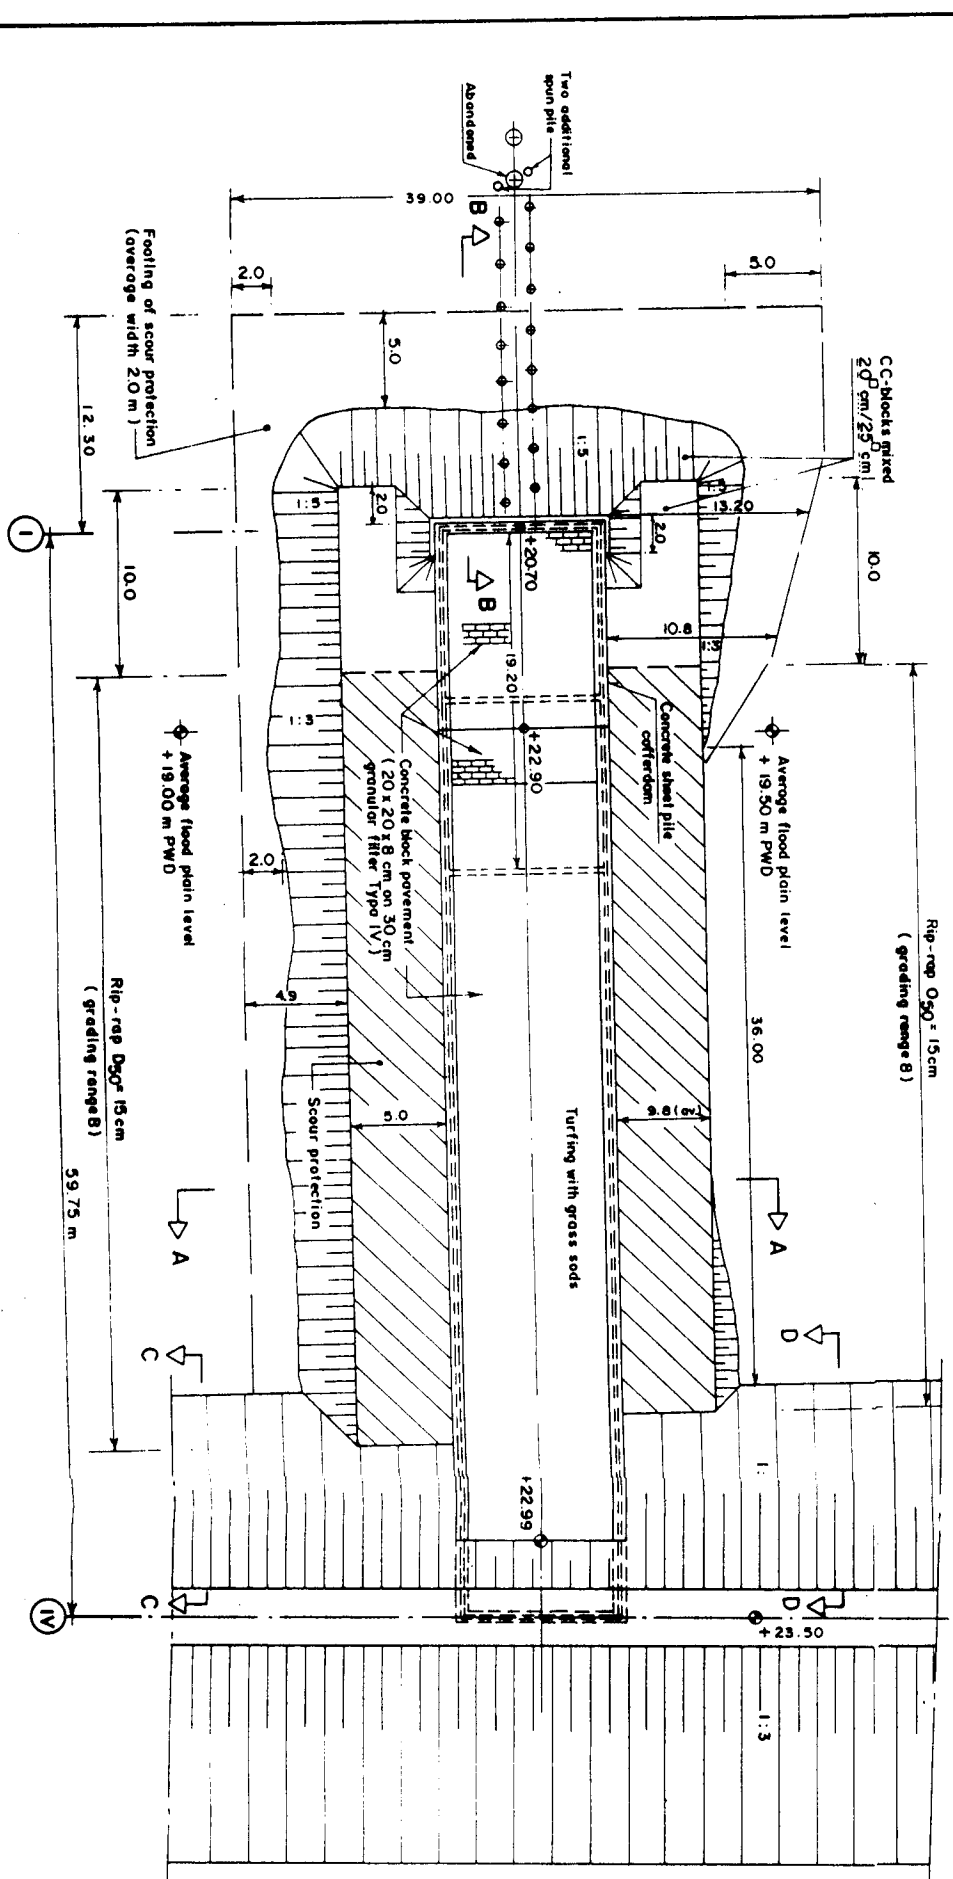 Two additional
spun pile
Abandoned
39.00
B
5.0
2.0
Footing of scour protection
(average width 2.0 m)
12.30
5.0
CC-blocks mixed
20 cm/25 cm
1:5
1:5
13.20
1:5
2.0
2.0
10.0
10.0
I
+20.70
B
10.8
1:3
19.20
1:3
Concrete sheet pile
cofferdam
+22.90
Average flood plain level
+ 19.00 m PWD
Average flood plain level
+ 19.50 m PWD
Concrete block pavement
( 20 x 20 x 8 cm on 30 cm
granular filter Type IV )
2.0
4.9
Rip-rap D50= 15 cm
( grading range B)
Rip-rap D50= 15cm
( grading range B)
36.00
Scour protection
5.0
9.8 (av.)
Turfing with grass sods
59.75 m
A
A
C
D
1:
+22.99
C
D
IV
+ 23.50
1:3